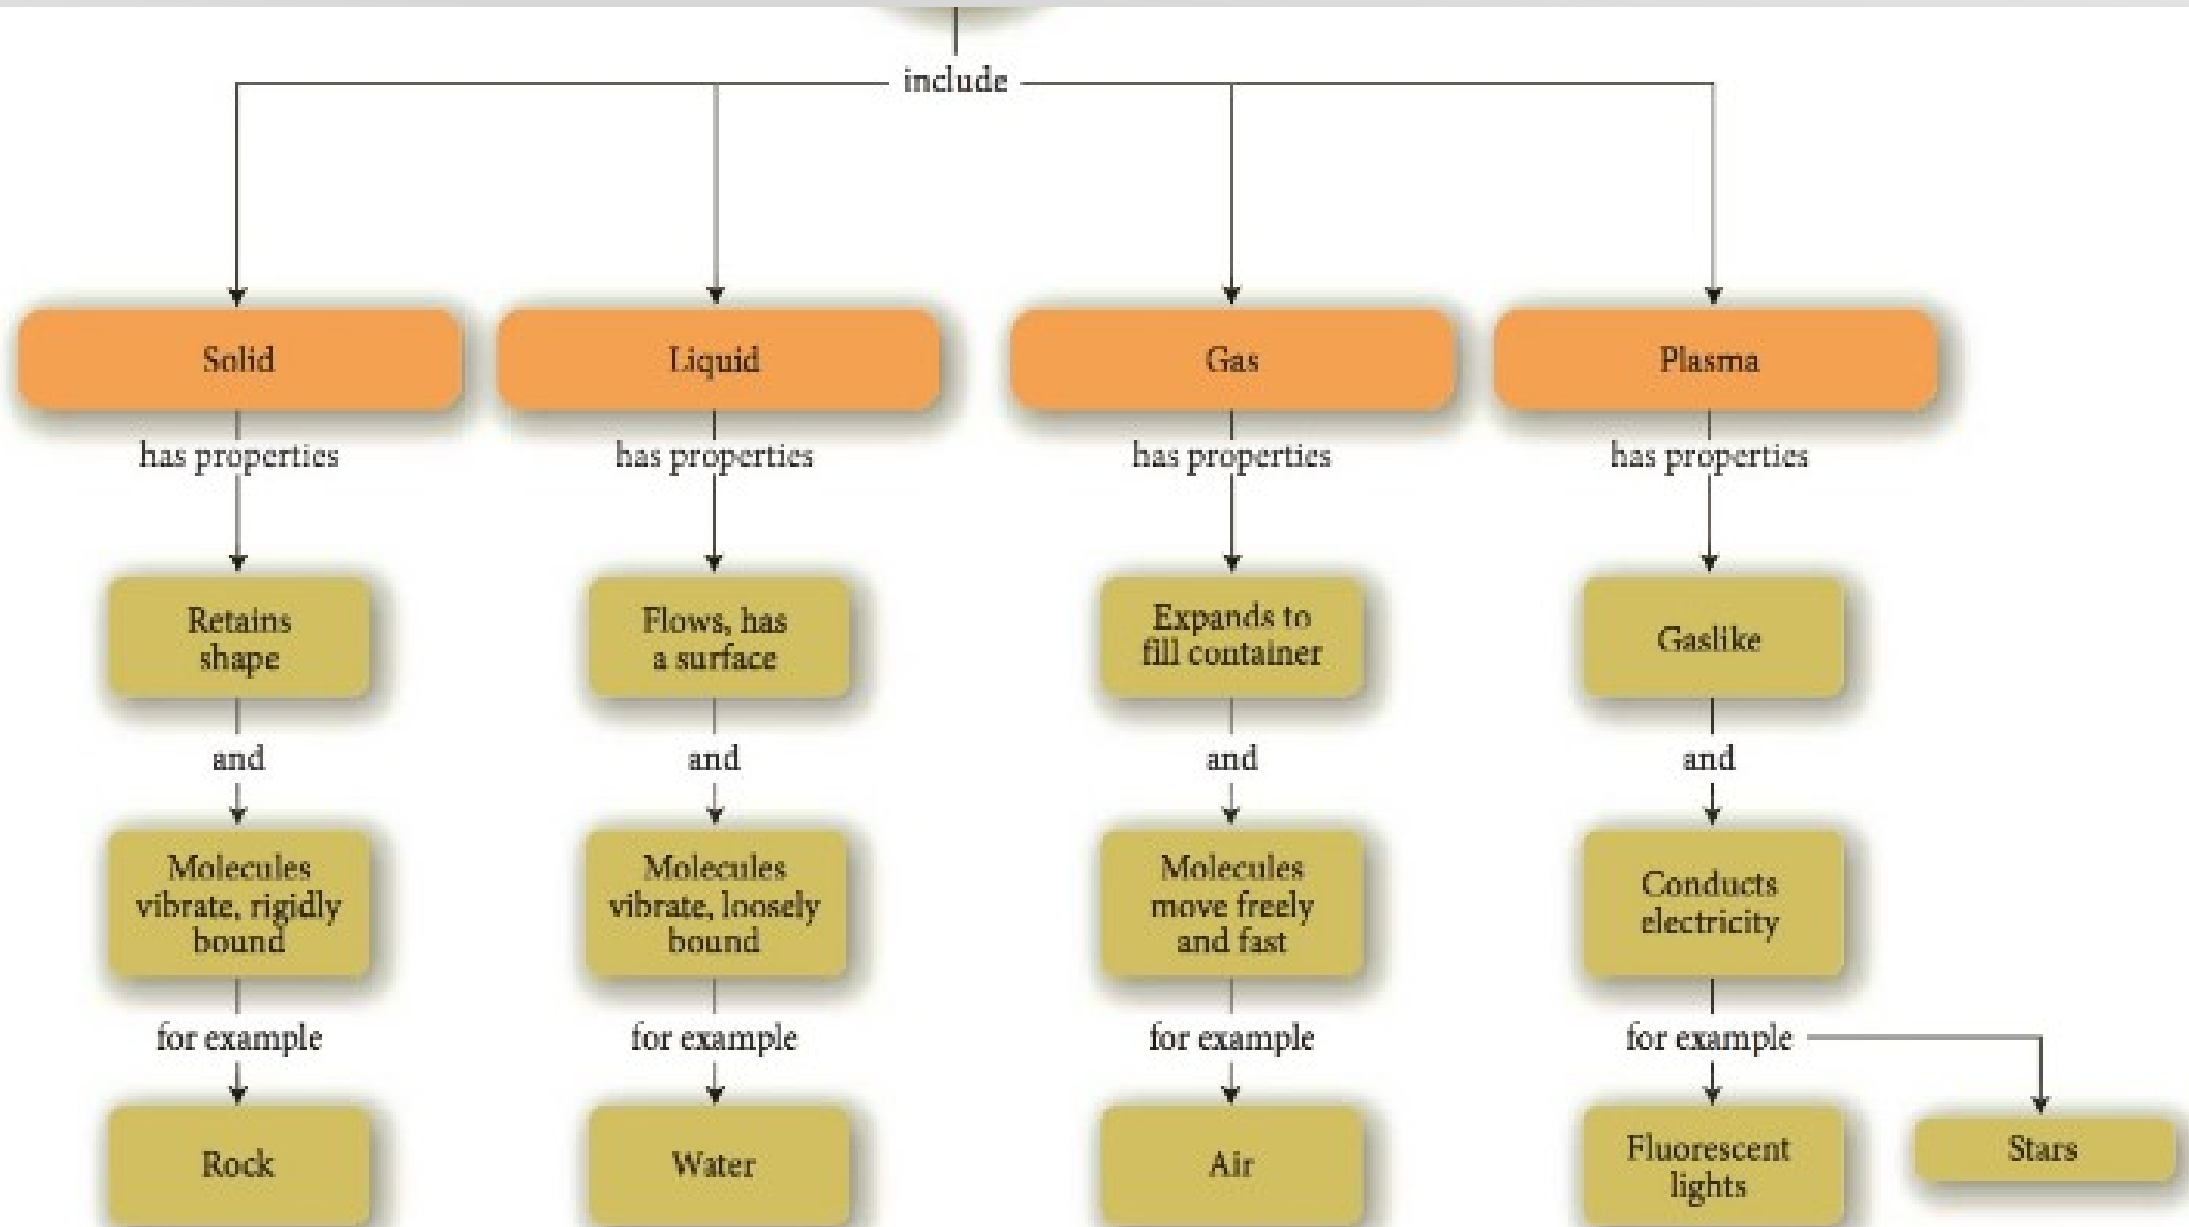 include
Solid
Liquid
Gas
Plasma
has properties
has properties
has properties
has properties
Retains
shape
Flows, has
a surface
Expands to
fill container
Gaslike
and
and
and
and
Molecules
vibrate, rigidly
bound
Molecules
vibrate, loosely
bound
Molecules
move freely
and fast
Conducts
electricity
for example
for example
for example
for example
Rock
Water
Air
Fluorescent
lights
Stars